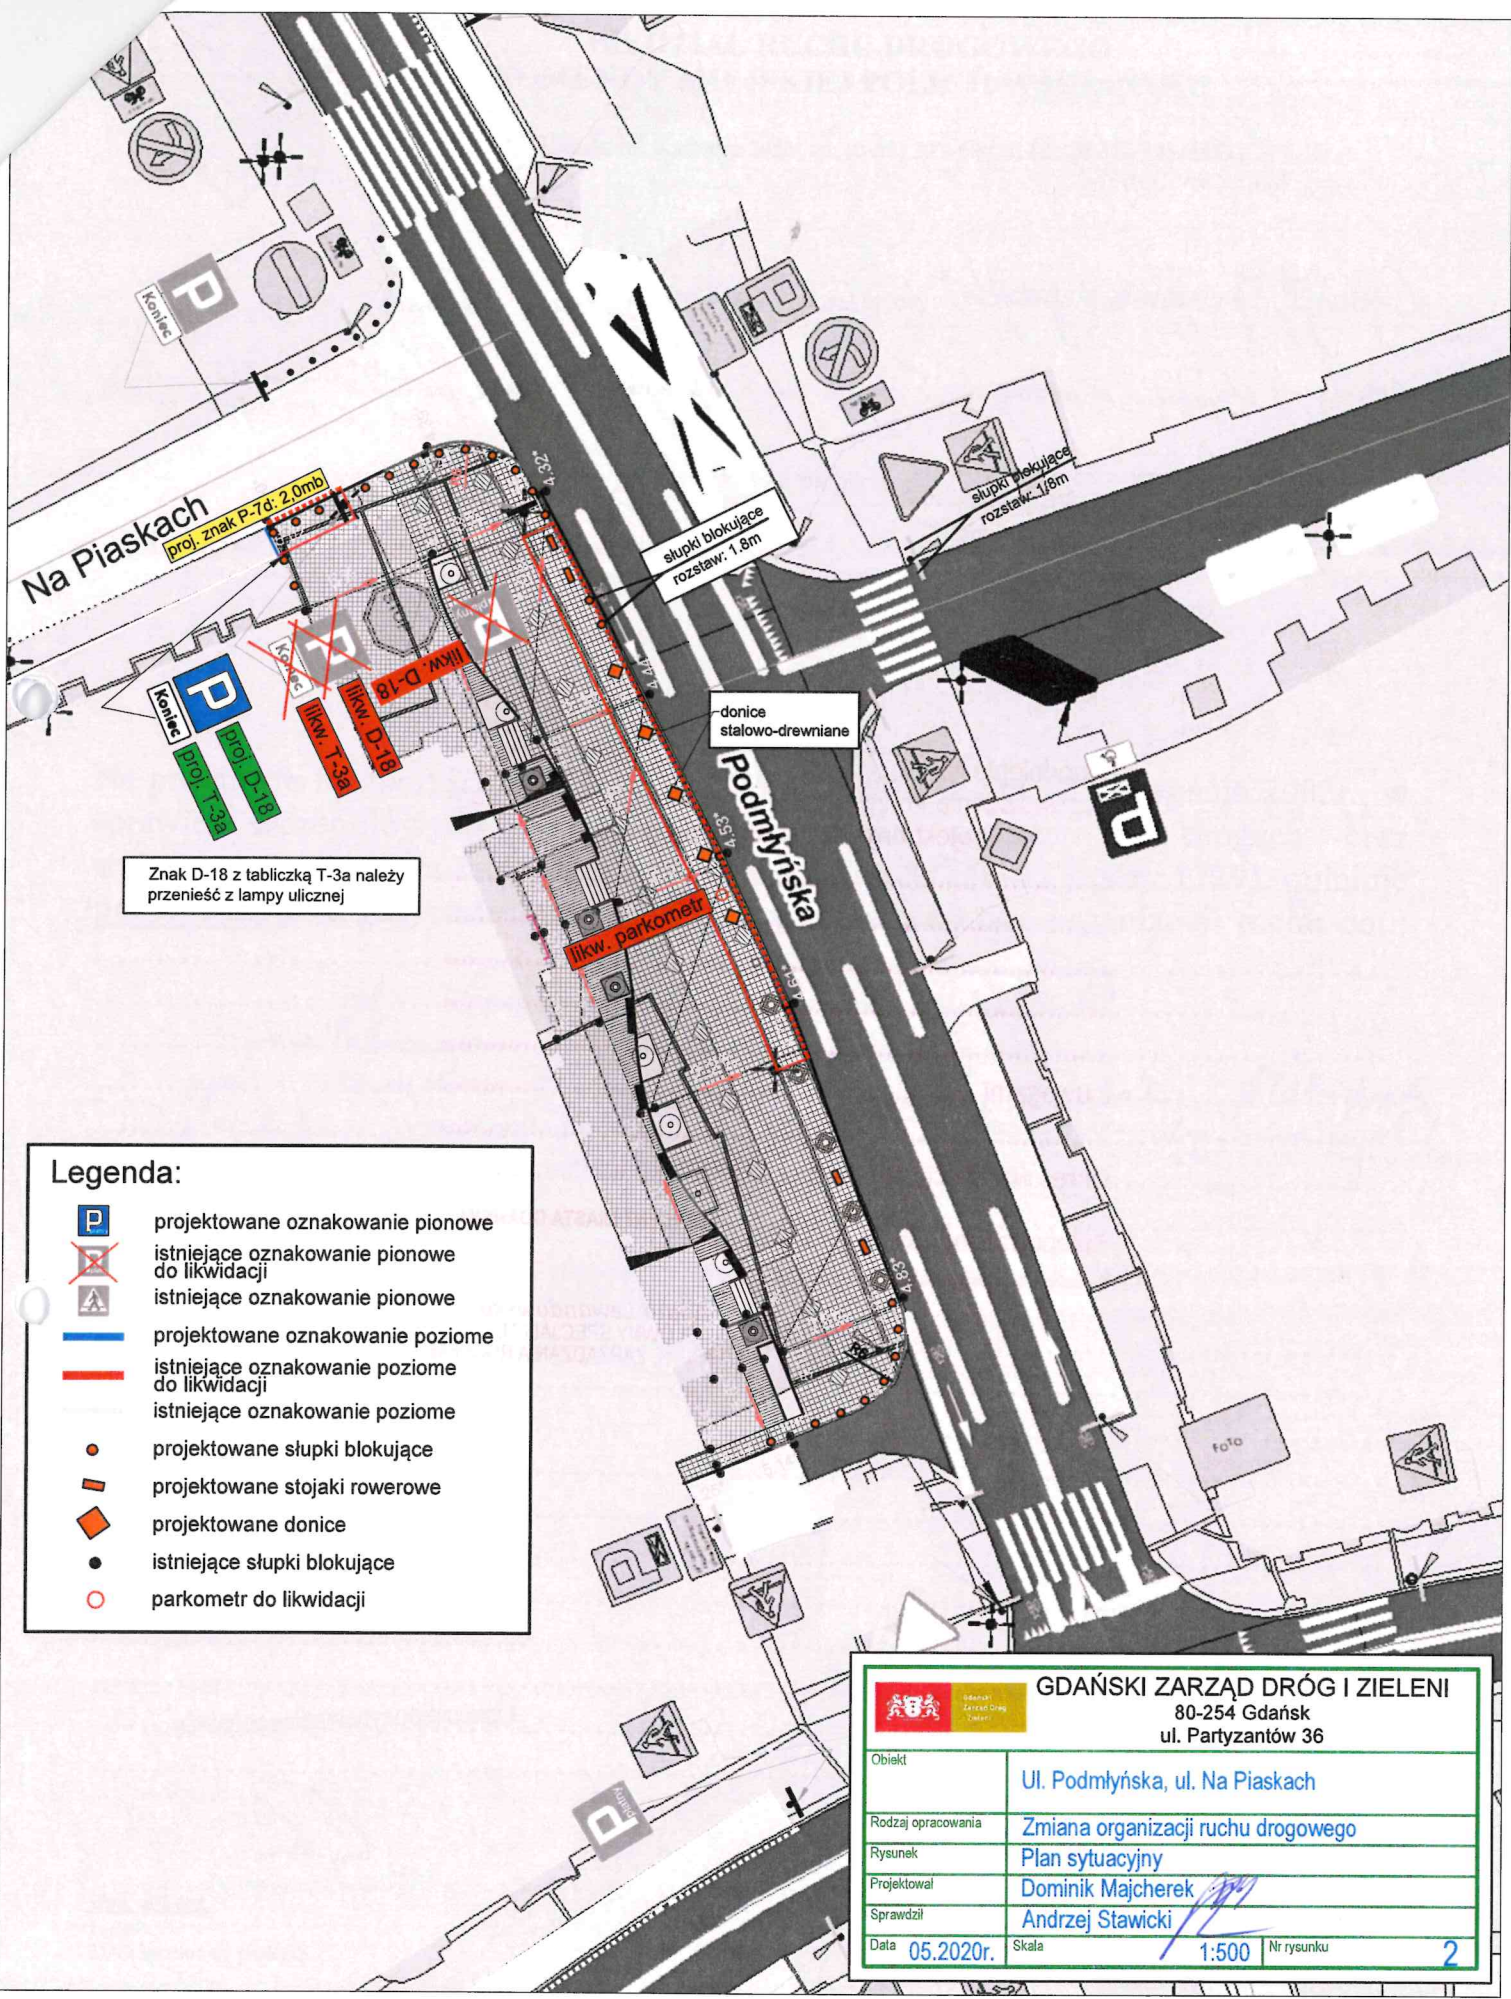 Koniec
P
P
Na Piaskach
proj. znak P-7d: 2,0mb
4.32*
słupki blokujące
rozstaw: 1.8m
słupki blokujące
rozstaw: 1.8m
Koniec
P
proj. T-3a
proj. D-18
Koniec
P
likw. T-3a
likw. D-18
likw. D-18
P
donice
stalowo-drewniane
Podmłyńska
4.53*
P
Znak D-18 z tabliczką T-3a należy
przenieść z lampy ulicznej
likw. parkometr
4.61*
4.83*
R6
FOTO
P
P
płatny
Legenda:
P
projektowane oznakowanie pionowe
istniejące oznakowanie pionowe
do likwidacji
istniejące oznakowanie pionowe
projektowane oznakowanie poziome
istniejące oznakowanie poziome
do likwidacji
istniejące oznakowanie poziome
projektowane słupki blokujące
projektowane stojaki rowerowe
projektowane donice
istniejące słupki blokujące
parkometr do likwidacji
GDAŃSKI ZARZĄD DRÓG I ZIELENI
80-254 Gdańsk
ul. Partyzantów 36
Obiekt
Ul. Podmłyńska, ul. Na Piaskach
Rodzaj opracowania
Zmiana organizacji ruchu drogowego
Rysunek
Plan sytuacyjny
Projektował
Dominik Majcherek
Sprawdził
Andrzej Stawicki
Data 05.2020r.
Skala 1:500
Nr rysunku 2